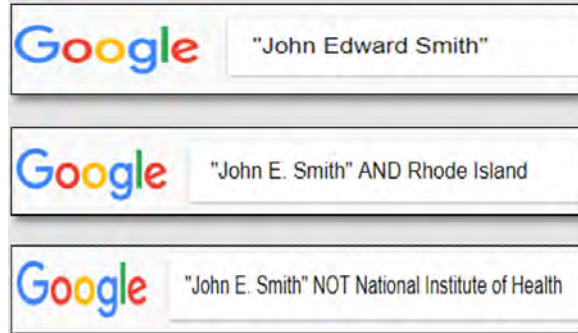 Google "John Edward Smith"
Google "John E. Smith" AND Rhode Island
Google "John E. Smith" NOT National Institute of Health